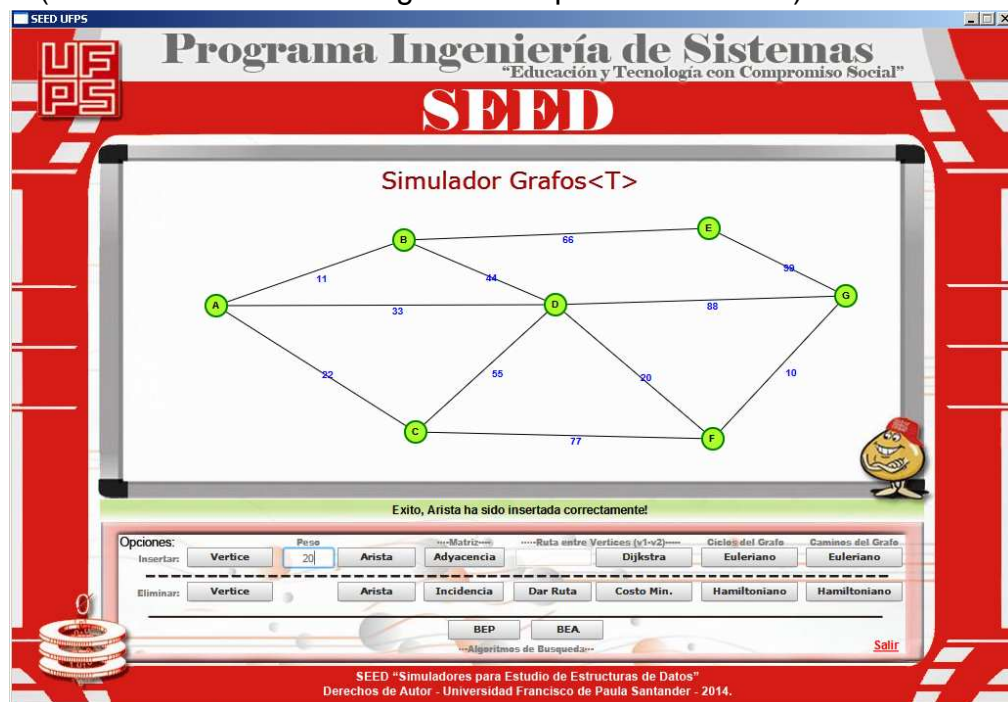 SEED UFPS
UF
PS
Programa Ingeniería de Sistemas
“Educación y Tecnología con Compromiso Social”
SEED
Simulador Grafos<T>
E
B
66
44
11
G
A
D
88
33
22
55
20
10
C
F
77
Exito, Arista ha sido insertada correctamente!
Opciones:
Peso
----Matriz----
-----Ruta entre Vertices (v1-v2)-----
Ciclos del Grafo
Caminos del Grafo
Insertar: Vertice 20 Arista Adyacencia Dijkstra Euleriano Euleriano
Eliminar: Vertice Arista Incidencia Dar Ruta Costo Min. Hamiltoniano Hamiltoniano
BEP BEA
---Algoritmos de Busqueda---
Salir
SEED “Simuladores para Estudio de Estructuras de Datos”
Derechos de Autor - Universidad Francisco de Paula Santander - 2014.